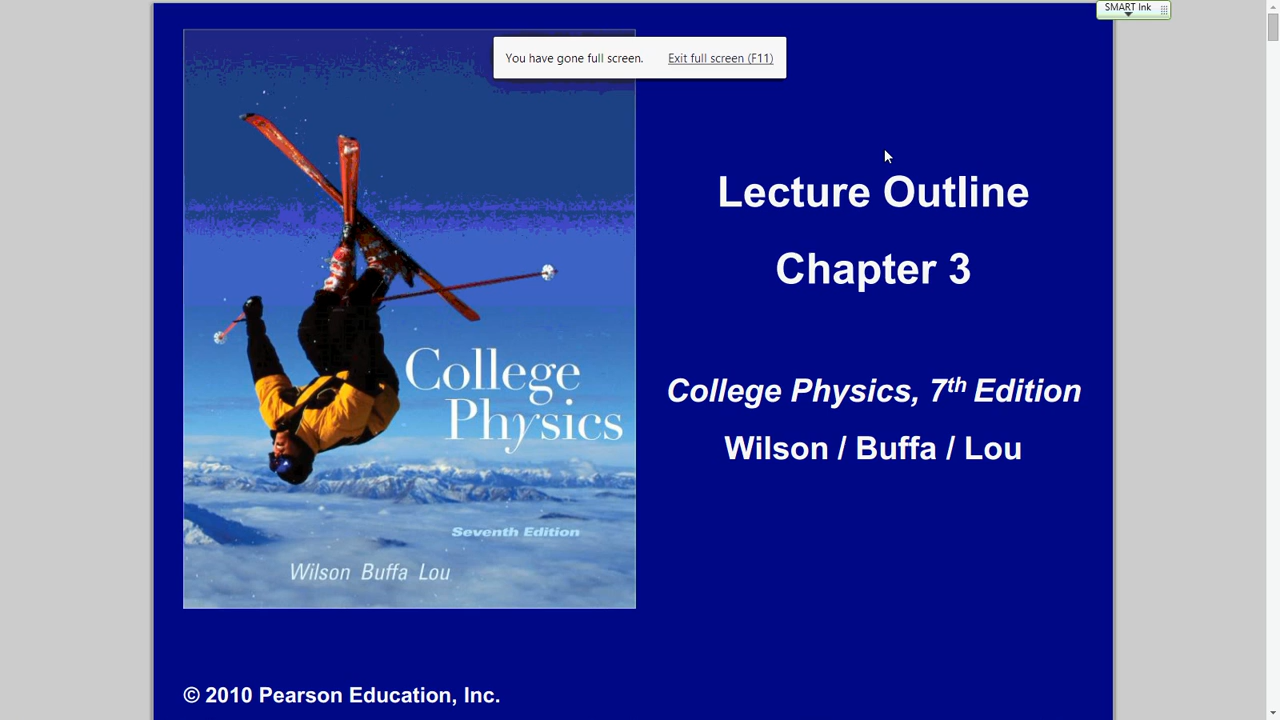 SMART Ink
You have gone full screen. Exit full screen (F11)
College
Physics
Seventh Edition
Wilson Buffa Lou
Lecture Outline
Chapter 3
College Physics, 7th Edition
Wilson / Buffa / Lou
© 2010 Pearson Education, Inc.